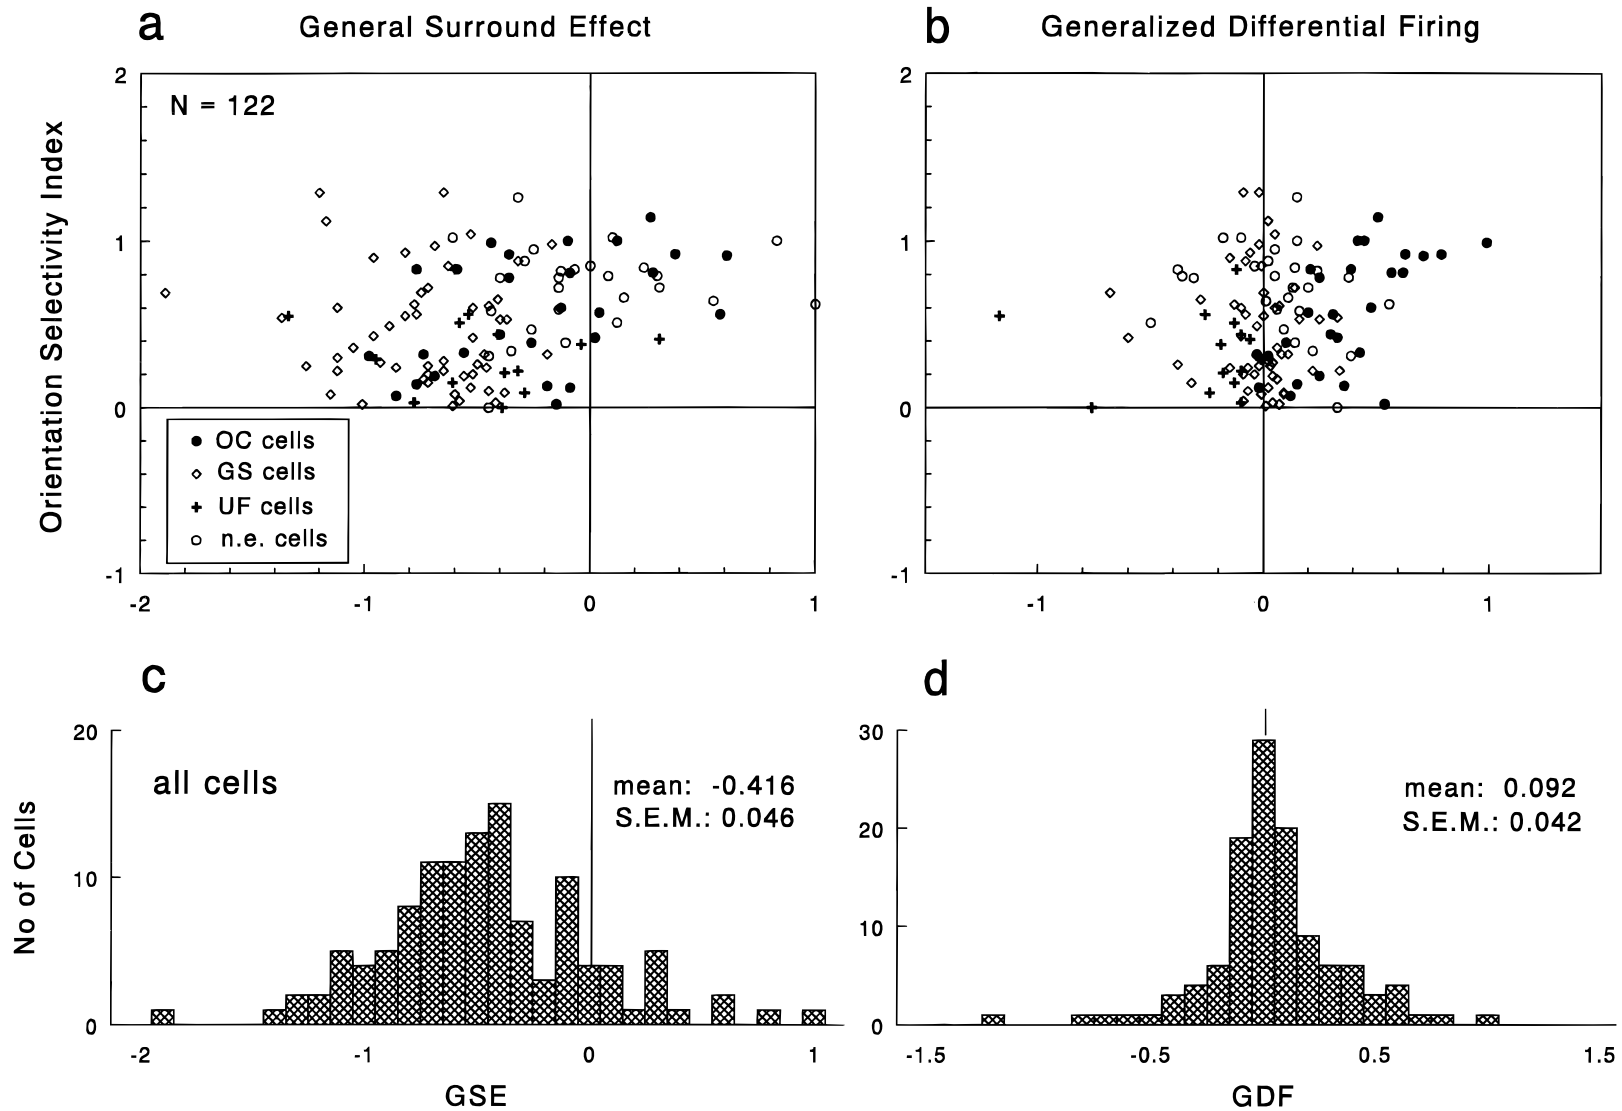 a General Surround Effect
b Generalized Differential Firing
2
1
0
-1
Orientation Selectivity Index
N = 122
OC cells
GS cells
UF cells
n.e. cells
-2 -1 0 1
2
1
0
-1
-1 0 1
c
d
20
10
0
No of Cells
all cells
mean: -0.416
S.E.M.: 0.046
-2 -1 0 1
GSE
30
20
10
0
mean: 0.092
S.E.M.: 0.042
-1.5 -0.5 0.5 1.5
GDF